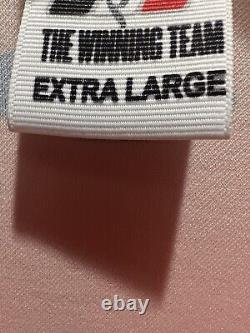 THE WINNING TEAM
EXTRA LARGE